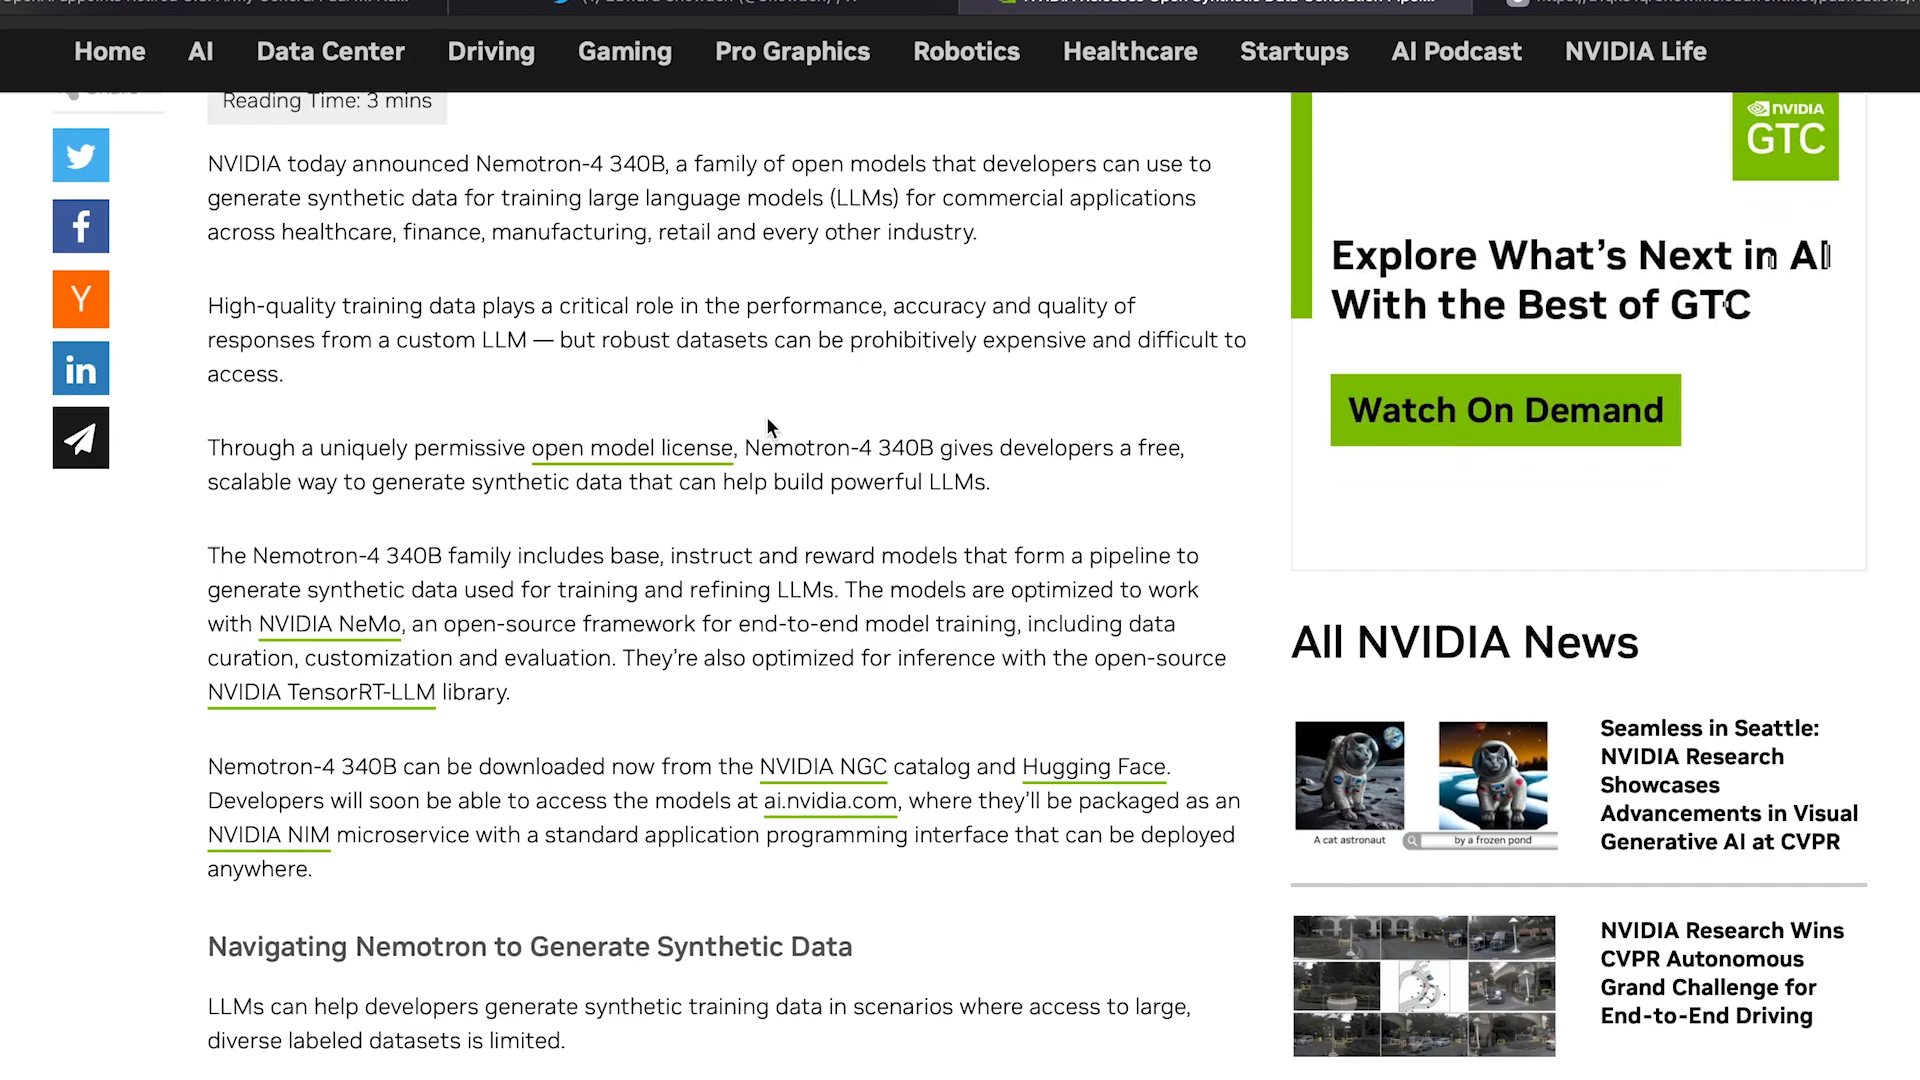 Home AI Data Center Driving Gaming Pro Graphics Robotics Healthcare Startups AI Podcast NVIDIA Life
Share
Reading Time: 3 mins
NVIDIA today announced Nemotron-4 340B, a family of open models that developers can use to
generate synthetic data for training large language models (LLMs) for commercial applications
across healthcare, finance, manufacturing, retail and every other industry.
High-quality training data plays a critical role in the performance, accuracy and quality of
responses from a custom LLM — but robust datasets can be prohibitively expensive and difficult to
access.
Through a uniquely permissive open model license, Nemotron-4 340B gives developers a free,
scalable way to generate synthetic data that can help build powerful LLMs.
The Nemotron-4 340B family includes base, instruct and reward models that form a pipeline to
generate synthetic data used for training and refining LLMs. The models are optimized to work
with NVIDIA NeMo, an open-source framework for end-to-end model training, including data
curation, customization and evaluation. They're also optimized for inference with the open-source
NVIDIA TensorRT-LLM library.
Nemotron-4 340B can be downloaded now from the NVIDIA NGC catalog and Hugging Face.
Developers will soon be able to access the models at ai.nvidia.com, where they'll be packaged as an
NVIDIA NIM microservice with a standard application programming interface that can be deployed
anywhere.
Navigating Nemotron to Generate Synthetic Data
LLMs can help developers generate synthetic training data in scenarios where access to large,
diverse labeled datasets is limited.
NVIDIA
GTC
Explore What's Next in AI
With the Best of GTC
Watch On Demand
All NVIDIA News
A cat astronaut
by a frozen pond
Seamless in Seattle:
NVIDIA Research
Showcases
Advancements in Visual
Generative AI at CVPR
NVIDIA Research Wins
CVPR Autonomous
Grand Challenge for
End-to-End Driving